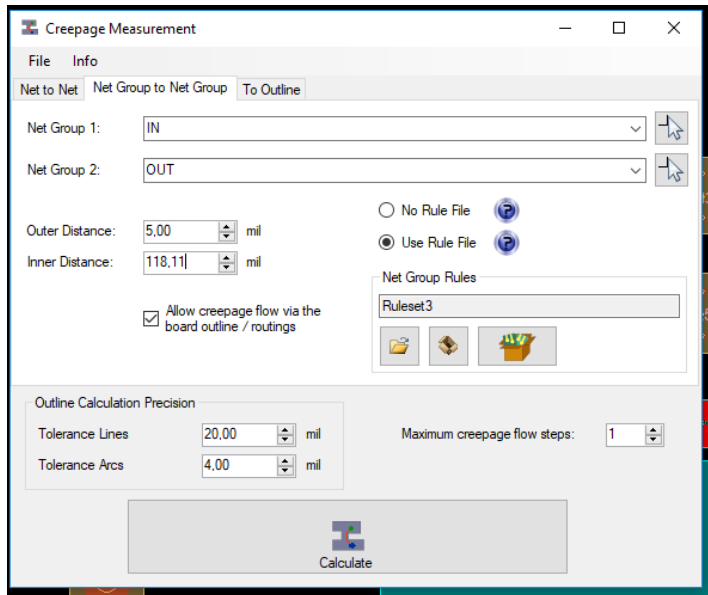 Creepage Measurement
File Info
Net to Net Net Group to Net Group To Outline
Net Group 1: IN
Net Group 2: OUT
No Rule File
Outer Distance: 5,00 mil
Use Rule File
Inner Distance: 118,11 mil
Net Group Rules
Ruleset3
Allow creepage flow via the
board outline / routings
Outline Calculation Precision
Tolerance Lines 20,00 mil
Maximum creepage flow steps: 1
Tolerance Arcs 4,00 mil
Calculate